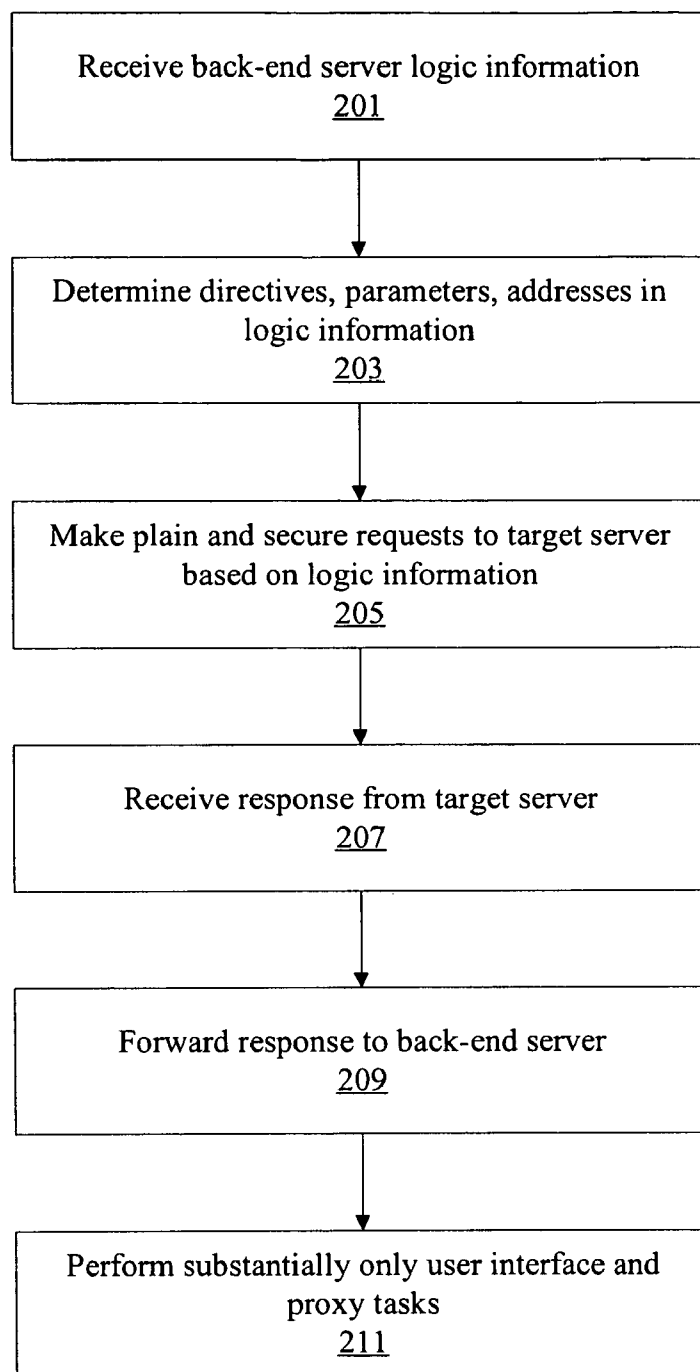 Receive back-end server logic information
201
Determine directives, parameters, addresses in
logic information
203
Make plain and secure requests to target server
based on logic information
205
Receive response from target server
207
Forward response to back-end server
209
Perform substantially only user interface and
proxy tasks
211